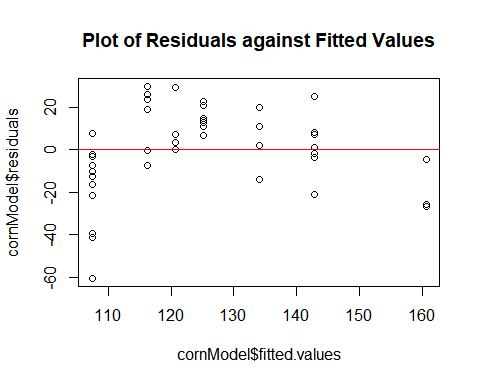 Plot of Residuals against Fitted Values
cornModel$residuals
20
0
-20
-40
-60
110 120 130 140 150 160
cornModel$fitted.values